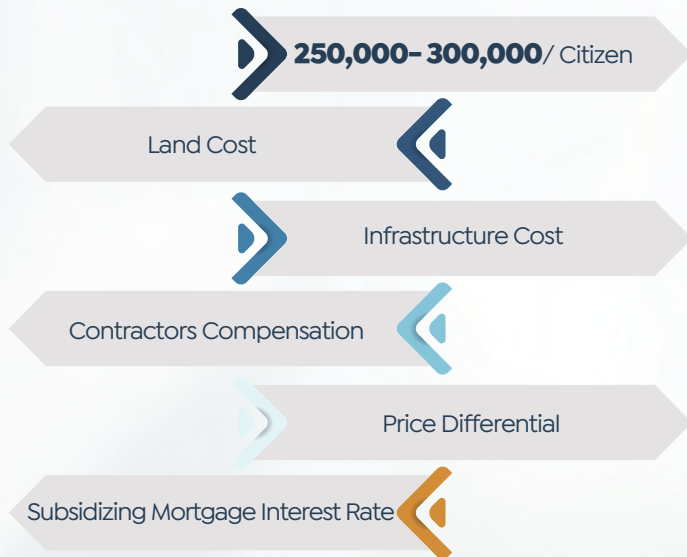 250,000- 300,000/ Citizen
Land Cost
Infrastructure Cost
Contractors Compensation
Price Differential
Subsidizing Mortgage Interest Rate